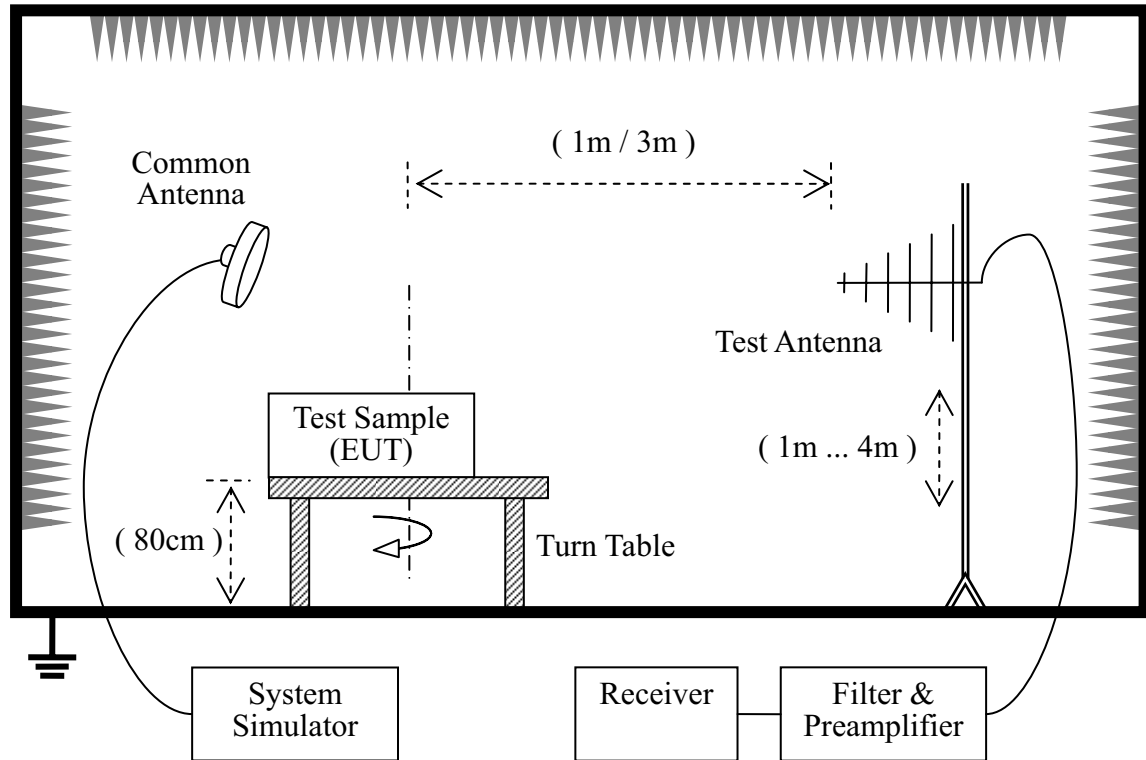 ( 1m / 3m )
Common
Antenna
Test Antenna
Test Sample
(EUT)
( 1m ... 4m )
( 80cm )
Turn Table
System
Simulator
Receiver
Filter &
Preamplifier